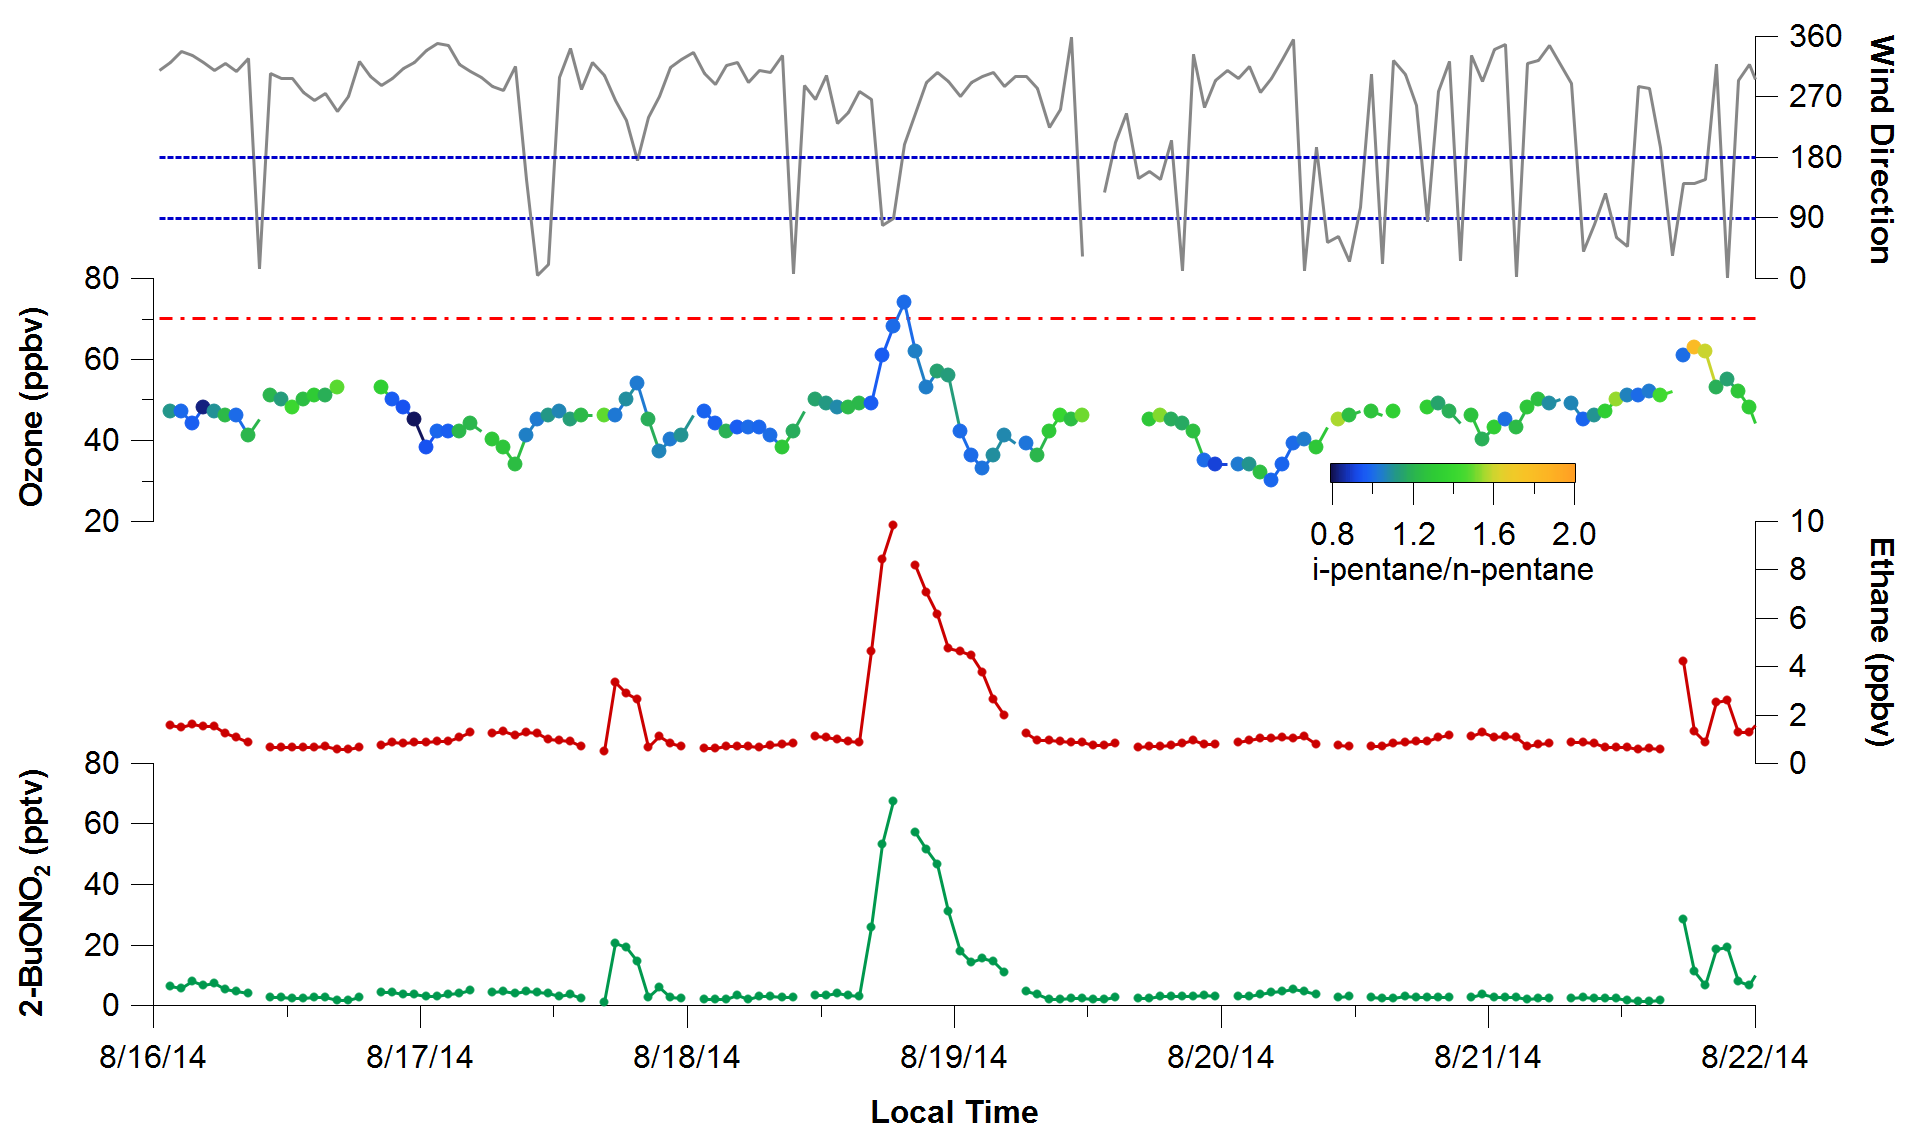 360
270
180
90
0
Wind Direction
80
60
40
20
Ozone (ppbv)
0.8 1.2 1.6 2.0
i-pentane/n-pentane
10
8
6
4
2
0
Ethane (ppbv)
80
60
40
20
0
2-BuONO₂ (pptv)
8/16/14 8/17/14 8/18/14 8/19/14 8/20/14 8/21/14 8/22/14
Local Time